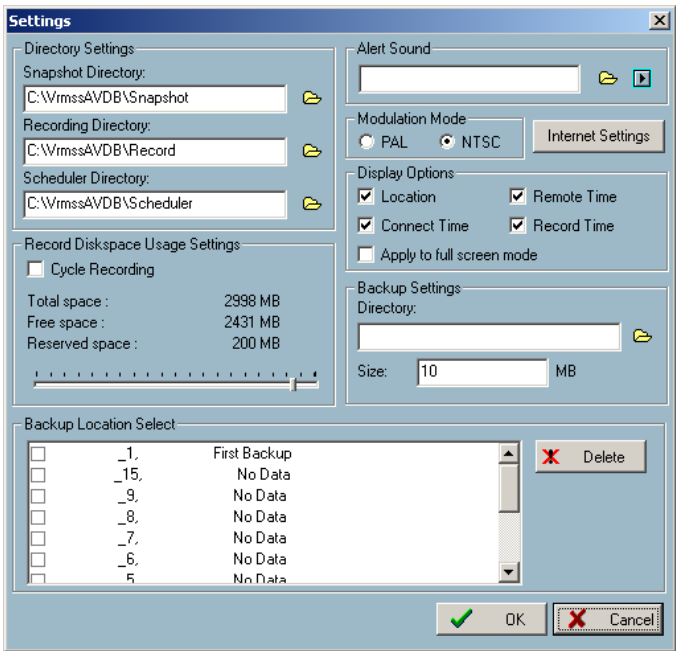 Settings
Directory Settings
Snapshot Directory:
C:\VrmssAVDB\Snapshot
Recording Directory:
C:\VrmssAVDB\Record
Scheduler Directory:
C:\VrmssAVDB\Scheduler
Record Diskspace Usage Settings
Cycle Recording
Total space : 2998 MB
Free space : 2431 MB
Reserved space : 200 MB
Alert Sound
Modulation Mode
PAL NTSC
Internet Settings
Display Options
Location Remote Time
Connect Time Record Time
Apply to full screen mode
Backup Settings
Directory:
Size: 10 MB
Backup Location Select
_1, First Backup
_15, No Data
_9, No Data
_8, No Data
_7, No Data
_6, No Data
_5 No Data
Delete
OK Cancel